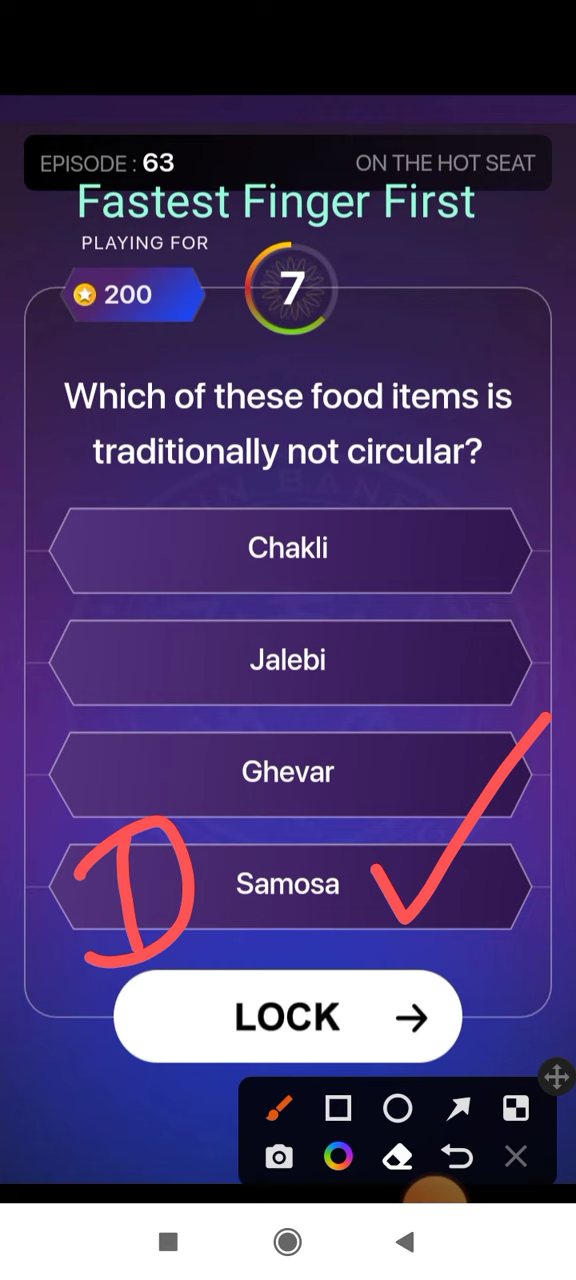 EPISODE : 63
ON THE HOT SEAT
Fastest Finger First
PLAYING FOR
200
7
Which of these food items is
traditionally not circular?
Chakli
Jalebi
Ghevar
D
Samosa
LOCK